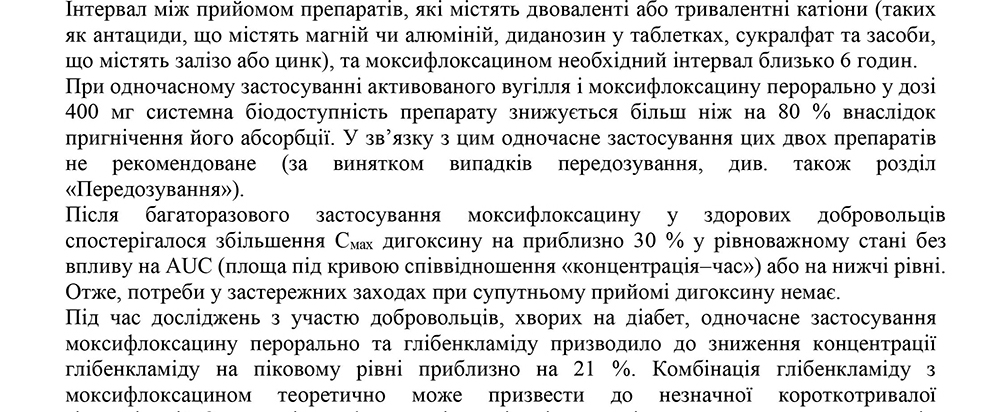 Інтервал між прийомом препаратів, які містять двовалентні або тривалентні катіони (таких
як антациди, що містять магній чи алюміній, диданозин у таблетках, сукралфат та засоби,
що містять залізо або цинк), та моксифлоксацином необхідний інтервал близько 6 годин.
При одночасному застосуванні активованого вугілля і моксифлоксацину перорально у дозі
400 мг системна біодоступність препарату знижується більш ніж на 80 % внаслідок
пригнічення його абсорбції. У зв’язку з цим одночасне застосування цих двох препаратів
не рекомендоване (за винятком випадків передозування, див. також розділ
«Передозування»).
Після багаторазового застосування моксифлоксацину у здорових добровольців
спостерігалося збільшення Cмах дигоксину на приблизно 30 % у рівноважному стані без
впливу на AUC (площа під кривою співвідношення «концентрація–час») або на нижчі рівні.
Отже, потреби у застережних заходах при супутньому прийомі дигоксину немає.
Під час досліджень з участю добровольців, хворих на діабет, одночасне застосування
моксифлоксацину перорально та глібенкламіду призводило до зниження концентрації
глібенкламіду на піковому рівні приблизно на 21 %. Комбінація глібенкламіду з
моксифлоксацином теоретично може призвести до незначної короткотривалої